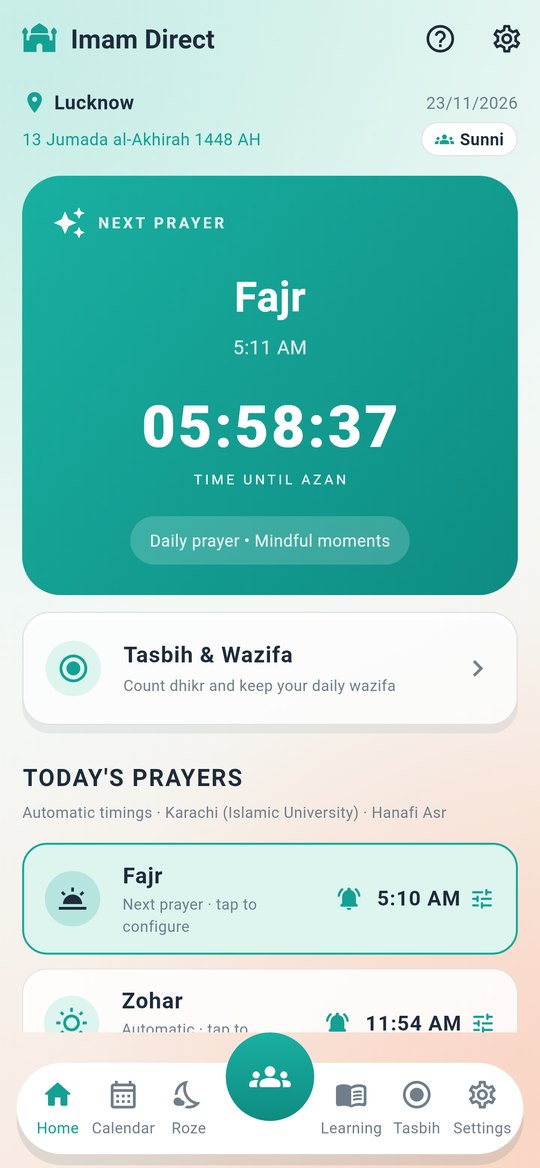 Imam Direct
Lucknow
23/11/2026
13 Jumada al-Akhirah 1448 AH
Sunni
NEXT PRAYER
Fajr
5:11 AM
05:58:37
TIME UNTIL AZAN
Daily prayer • Mindful moments
Tasbih & Wazifa
Count dhikr and keep your daily wazifa
TODAY'S PRAYERS
Automatic timings · Karachi (Islamic University) · Hanafi Asr
Fajr
Next prayer · tap to
configure
5:10 AM
Zohar
Automatic · tap to
11:54 AM
Home
Calendar
Roze
Learning
Tasbih
Settings